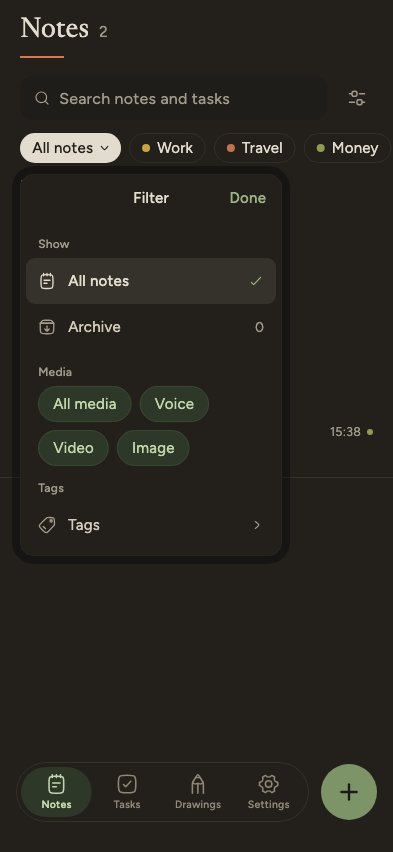 Notes 2
Search notes and tasks
All notes Work Travel Money
Filter Done
Show
All notes
Archive 0
Media
All media Voice
15:38
Video Image
Tags
Tags
Notes Tasks Drawings Settings